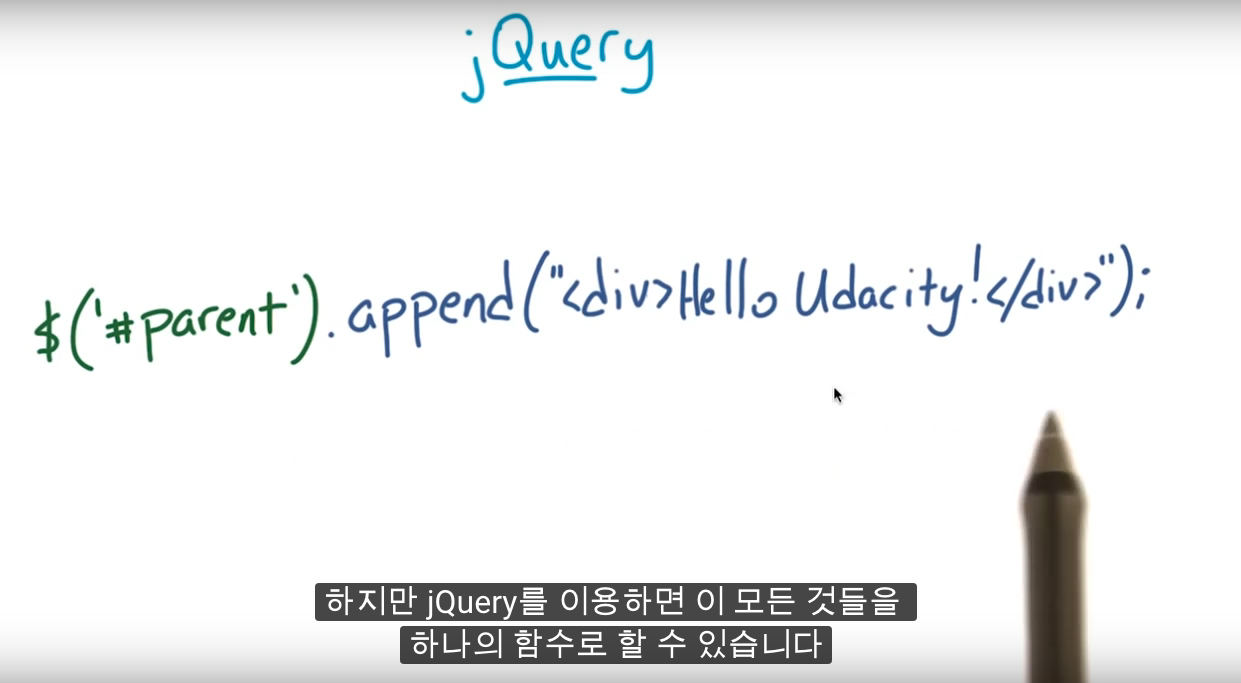 jQuery
$('#parent').append("<div>Hello Udacity!</div>");
하지만 jQuery를 이용하면 이 모든 것들을
하나의 함수로 할 수 있습니다